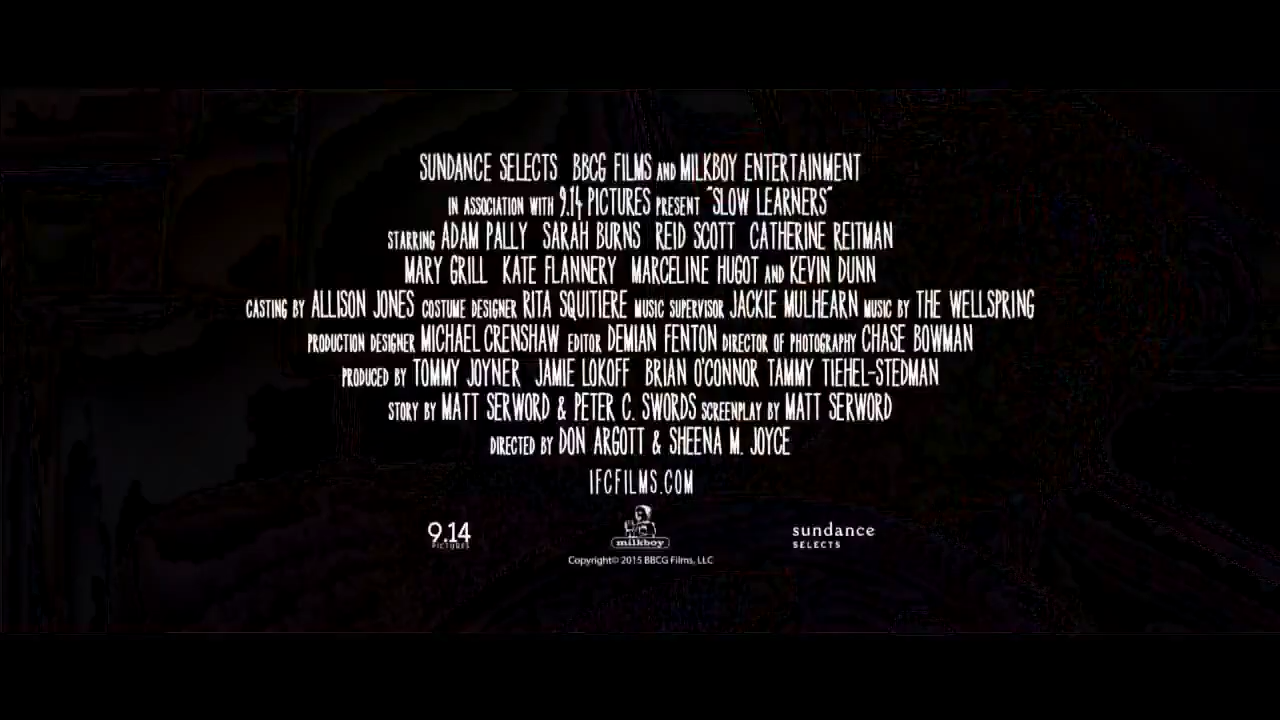 SUNDANCE SELECTS BBCG FILMS AND MILKBOY ENTERTAINMENT
IN ASSOCIATION WITH 9.14 PICTURES PRESENT "SLOW LEARNERS"
STARRING ADAM PALLY SARAH BURNS REID SCOTT CATHERINE REITMAN
MARY GRILL KATE FLANNERY MARCELINE HUGOT AND KEVIN DUNN
CASTING BY ALLISON JONES COSTUME DESIGNER RITA SQUITIERE MUSIC SUPERVISOR JACKIE MULHEARN MUSIC BY THE WELLSPRING
PRODUCTION DESIGNER MICHAEL CRENSHAW EDITOR DEMIAN FENTON DIRECTOR OF PHOTOGRAPHY CHASE BOWMAN
PRODUCED BY TOMMY JOYNER JAMIE LOKOFF BRIAN O'CONNOR TAMMY TIEHEL-STEDMAN
STORY BY MATT SERWORD & PETER C. SWORDS SCREENPLAY BY MATT SERWORD
DIRECTED BY DON ARGOTT & SHEENA M. JOYCE
IFCFILMS.COM
9.14 PICTURES
milkboy
sundance SELECTS
Copyright© 2015 BBCG Films, LLC